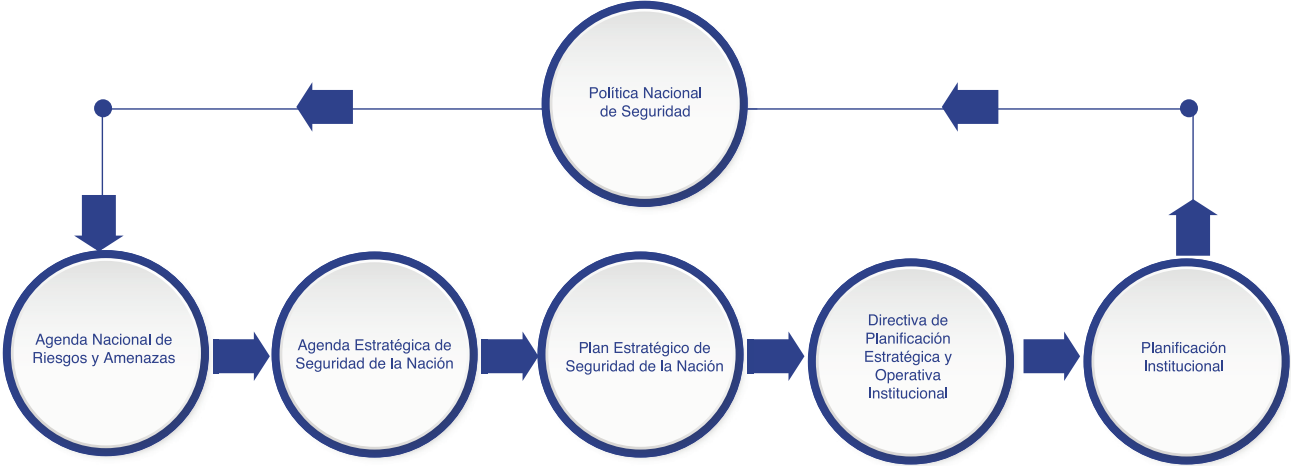 Política Nacional
de Seguridad
Agenda Nacional de
Riesgos y Amenazas
Agenda Estratégica de
Seguridad de la Nación
Plan Estratégico de
Seguridad de la Nación
Directiva de
Planificación
Estratégica y
Operativa
Institucional
Planificación
Institucional